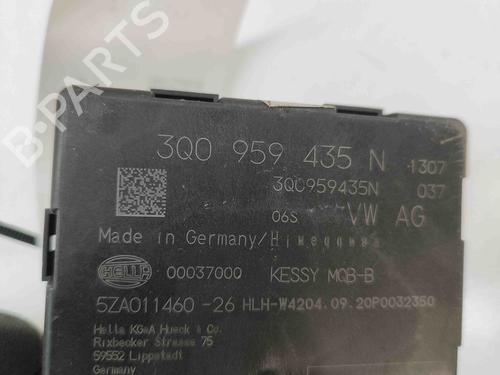 B-PARTS
3Q0 959 435 N 1307
3Q0959435N 037
06S VW AG
Made in Germany/
HELLA 00037000 KESSY MQB-B
5ZA011460 -26 HLH-W4204.09.20P0032350
Hella KGaA Hueck & Co.
Rixbecker Strasse 75
59552 Lippstadt
Germany